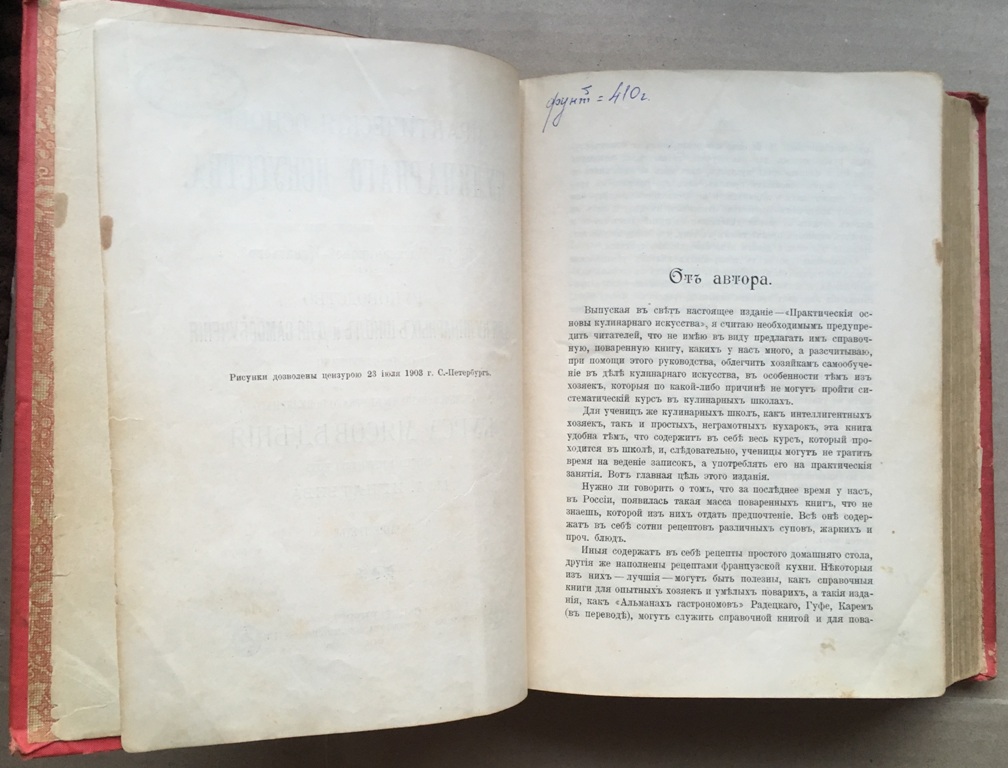 Рисунки дозволены цензурою 23 іюля 1903 г. С.-Петербургъ.
фунт = 410 г.
Отъ автора.
Выпуская въ свѣтъ настоящее изданіе — «Практическія ос-
новы кулинарнаго искусства», я считаю необходимымъ предупре-
дить читателей, что не имѣю въ виду предлагать имъ справоч-
ную, поваренную книгу, какихъ у насъ много, а разсчитываю,
при помощи этого руководства, облегчить хозяйкамъ самообуче-
ніе въ дѣлѣ кулинарнаго искусства, въ особенности тѣмъ изъ
хозяекъ, которыя по какой-либо причинѣ не могутъ пройти си-
стематическій курсъ въ кулинарныхъ школахъ.
Для ученицъ же кулинарныхъ школъ, какъ интеллигентныхъ
хозяекъ, такъ и простыхъ, неграмотныхъ кухарокъ, эта книга
удобна тѣмъ, что содержитъ въ себѣ весь курсъ, который про-
ходится въ школѣ, и, слѣдовательно, ученицы могутъ не тратить
время на веденіе записокъ, а употреблять его на практическія
занятія. Вотъ главная цѣль этого изданія.
Нужно ли говорить о томъ, что за послѣднее время у насъ,
въ Россіи, появилась такая масса поваренныхъ книгъ, что не
знаешь, которой изъ нихъ отдать предпочтеніе. Всѣ онѣ содер-
жатъ въ себѣ сотни рецептовъ различныхъ суповъ, жаркихъ и
проч. блюдъ.
Иныя содержатъ въ себѣ рецепты простого домашняго стола,
другія же наполнены рецептами французской кухни. Нѣкоторыя
изъ нихъ — лучшія — могутъ быть полезны, какъ справочныя
книги для опытныхъ хозяекъ и умѣлыхъ поварихъ, а такія изда-
нія, какъ «Альманахъ гастрономовъ» Радецкаго, Гуфе, Каремъ
(въ переводѣ), могутъ служить справочной книгой и для пова-